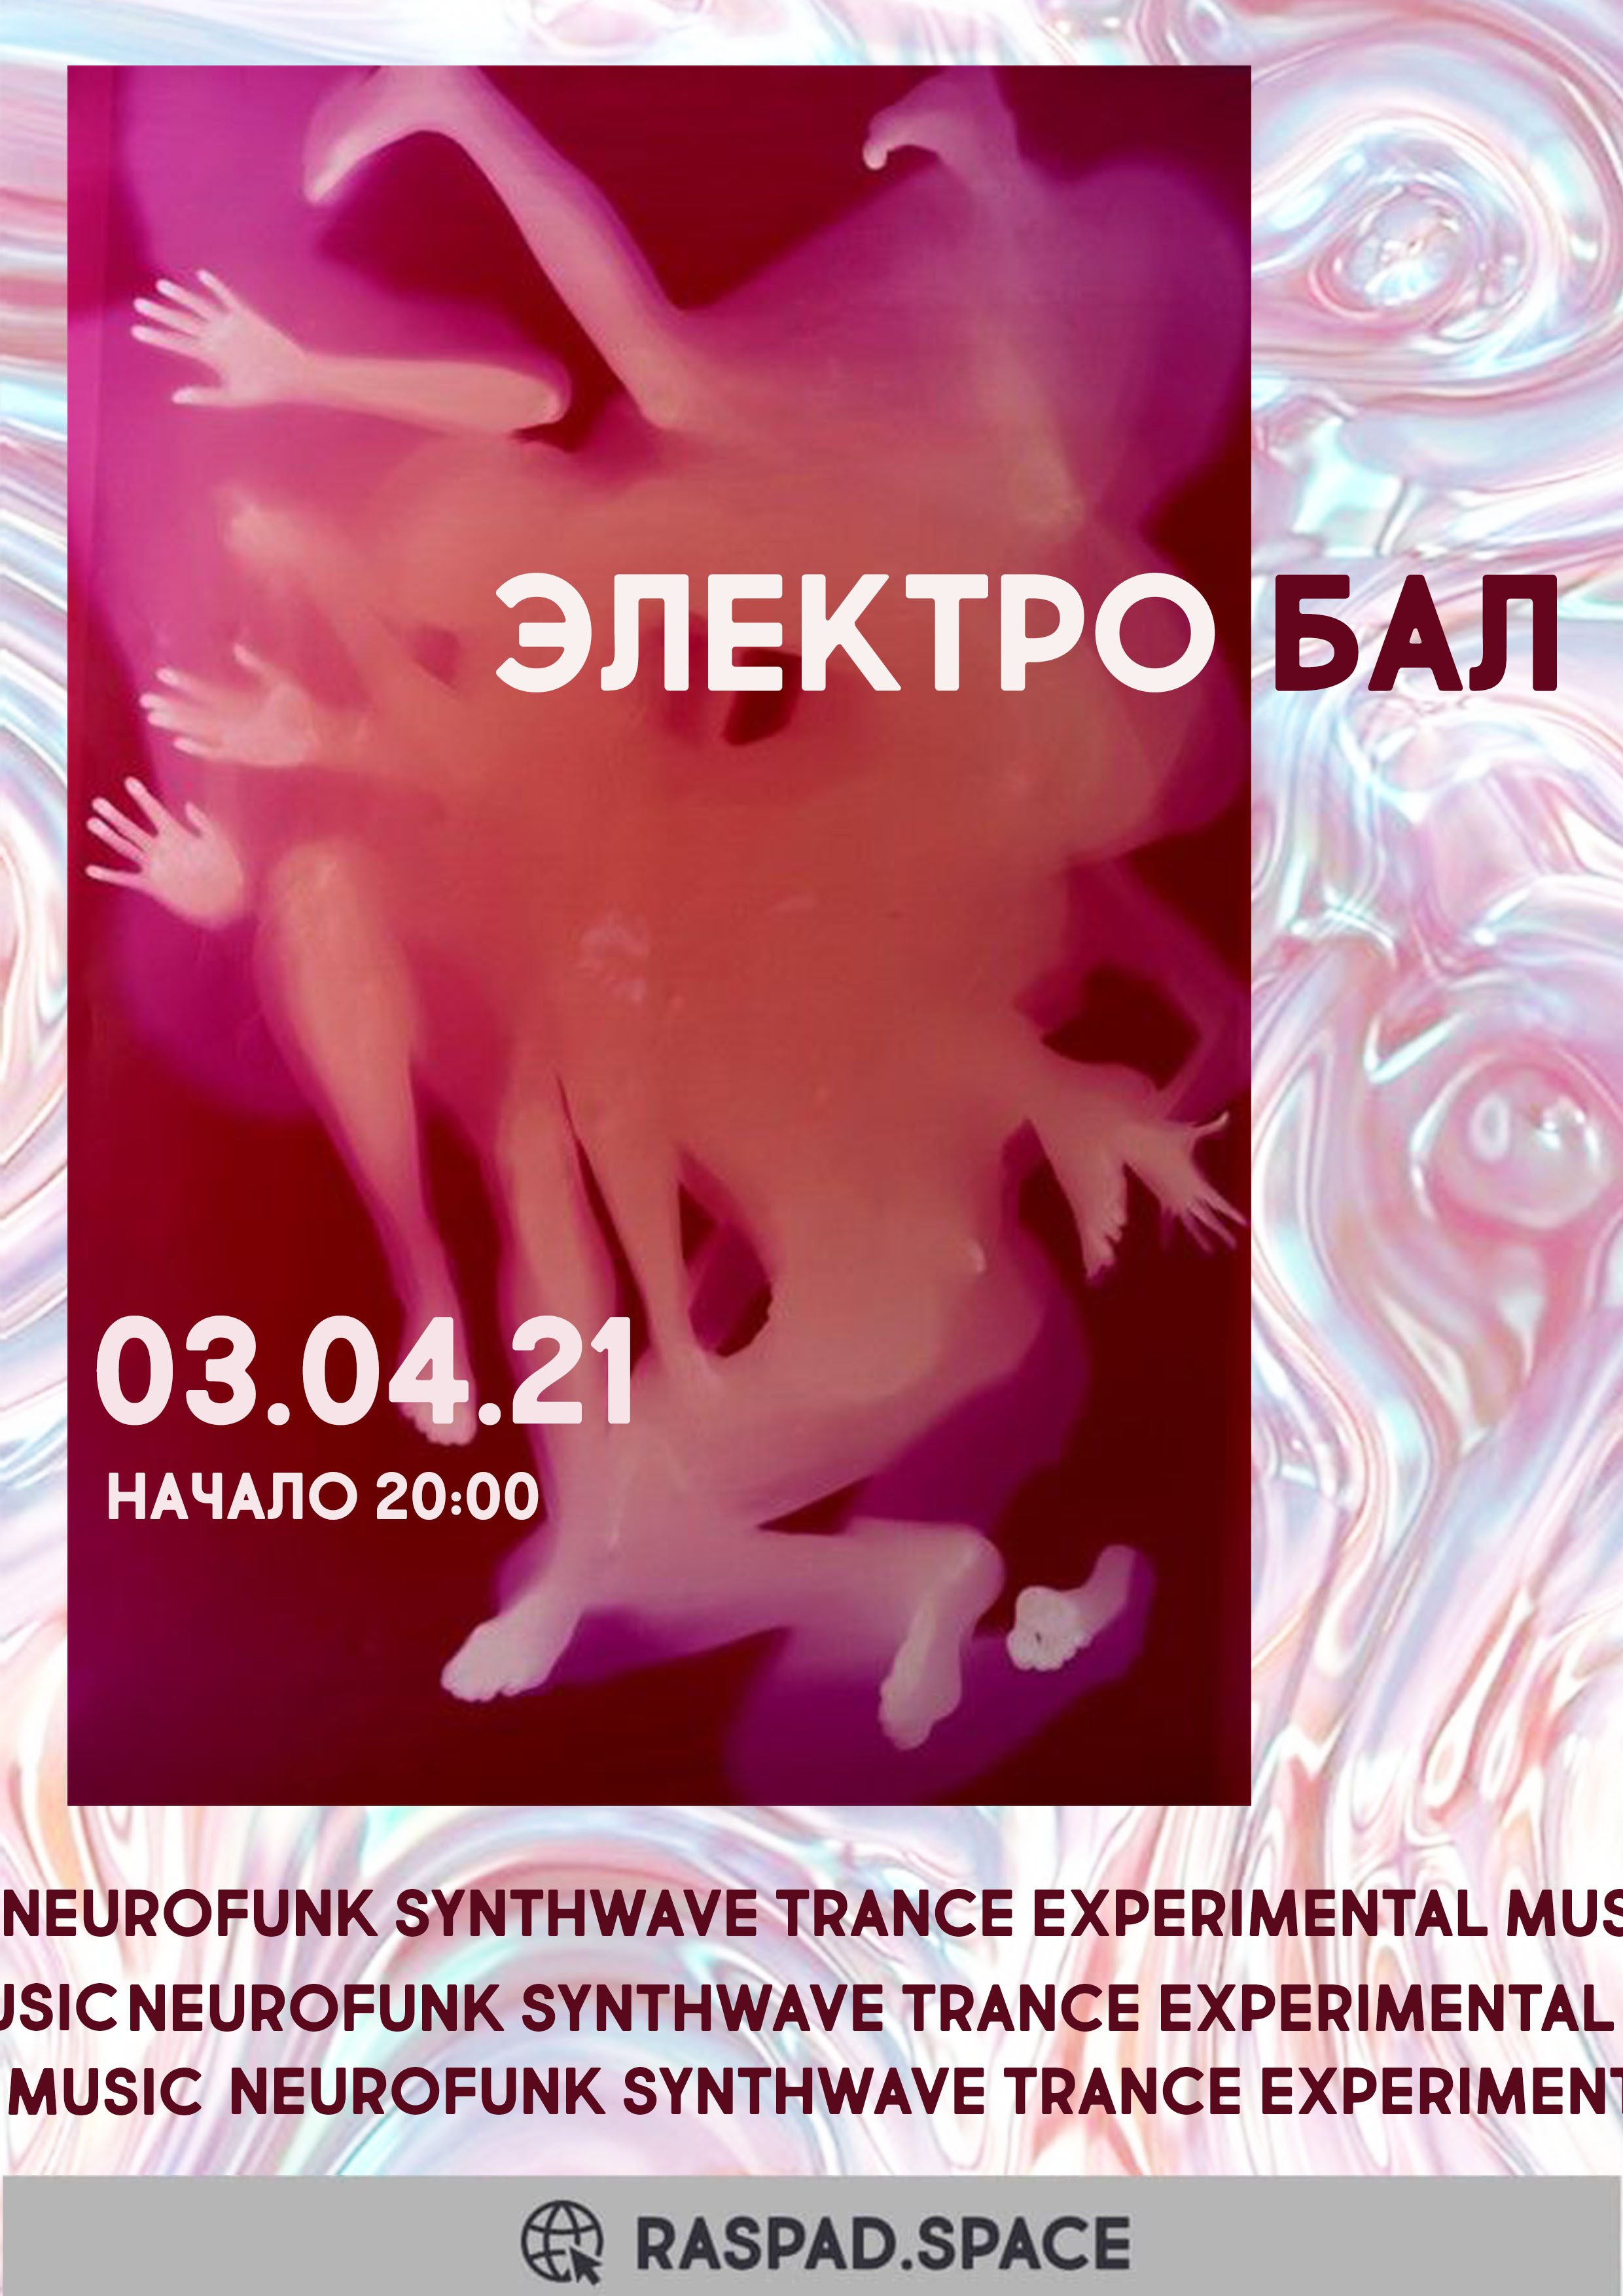 ЭЛЕКТРО БАЛ
03.04.21
НАЧАЛО 20:00
NEUROFUNK SYNTHWAVE TRANCE EXPERIMENTAL MUS
USIC NEUROFUNK SYNTHWAVE TRANCE EXPERIMENTAL
MUSIC NEUROFUNK SYNTHWAVE TRANCE EXPERIMENT
RASPAD.SPACE